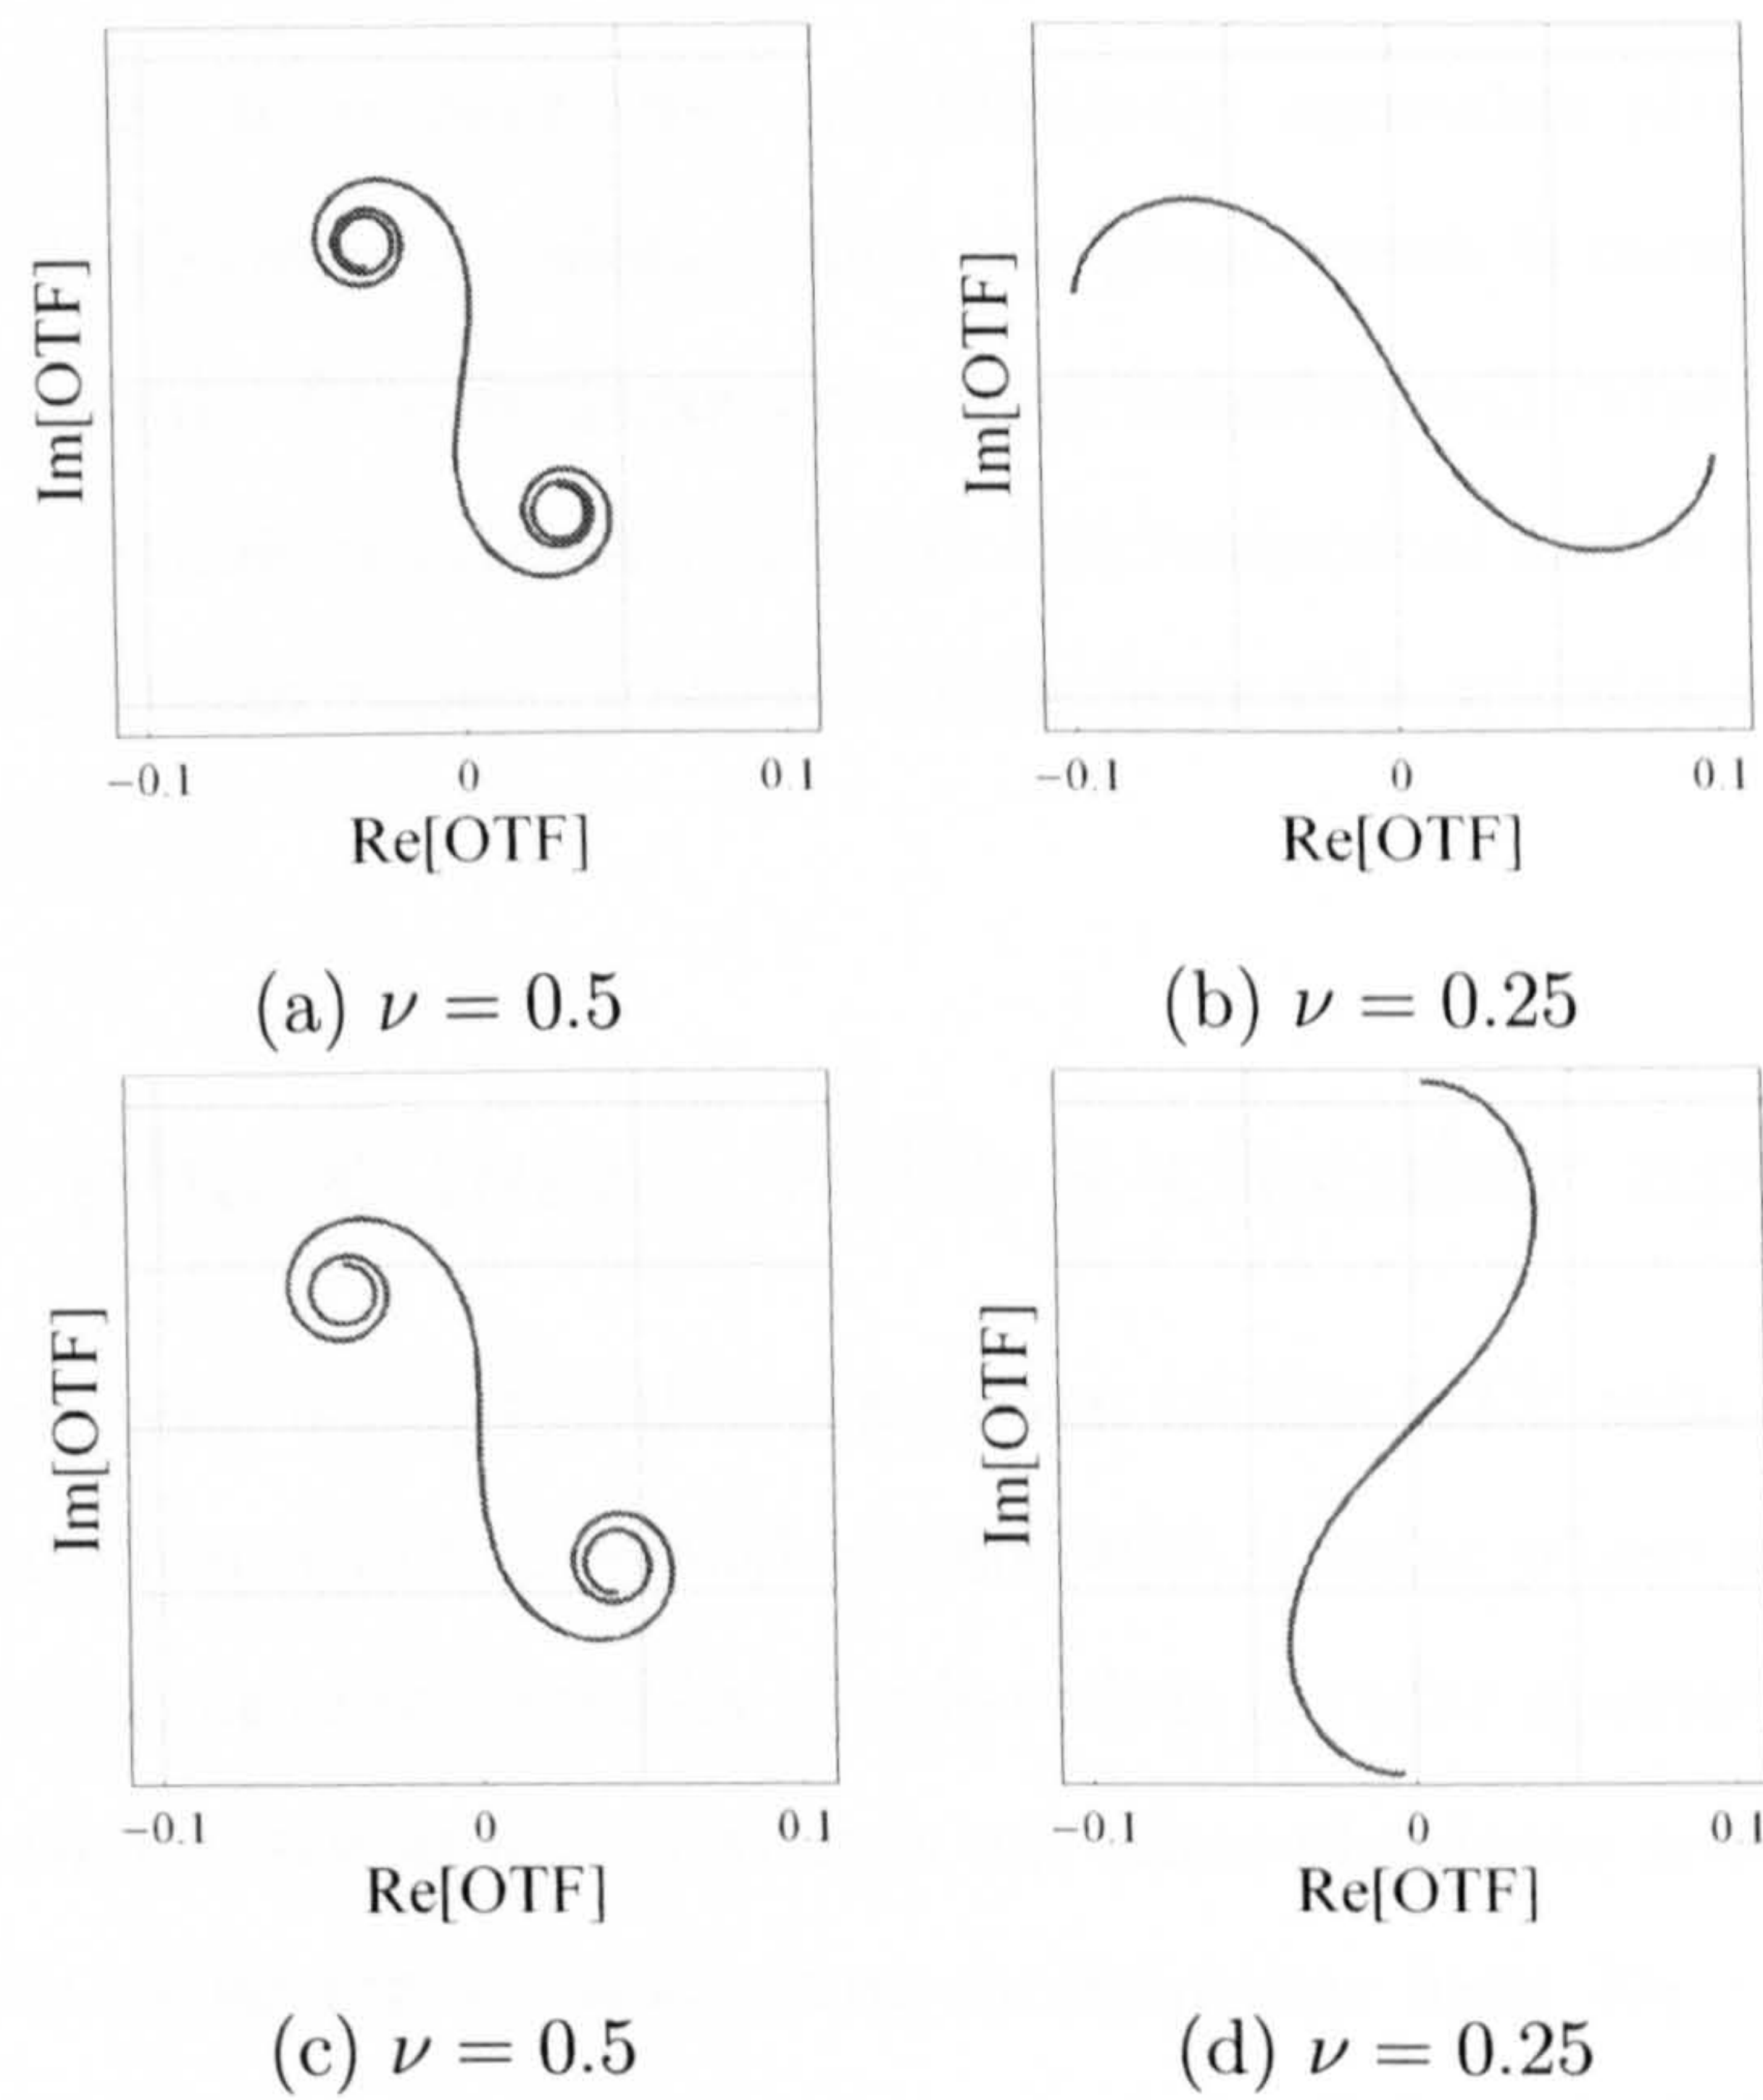 Im[OTF]
−0.1 0 0.1
Re[OTF]
(a) ν = 0.5
Im[OTF]
−0.1 0 0.1
Re[OTF]
(b) ν = 0.25
Im[OTF]
−0.1 0 0.1
Re[OTF]
(c) ν = 0.5
Im[OTF]
−0.1 0 0.1
Re[OTF]
(d) ν = 0.25